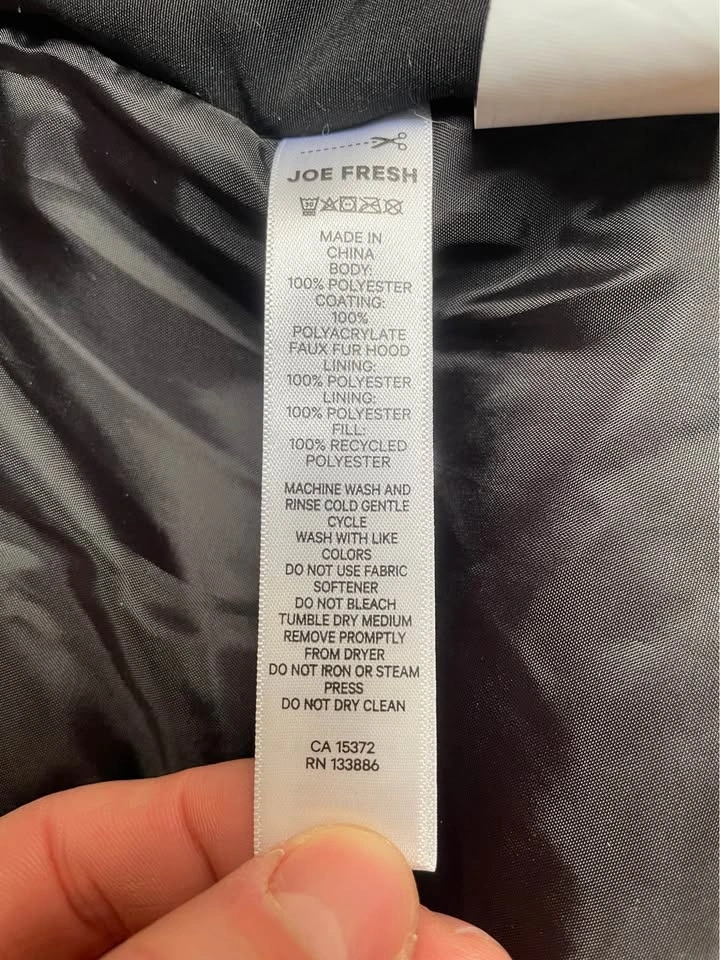 JOE FRESH
30
MADE IN
CHINA
BODY:
100% POLYESTER
COATING:
100%
POLYACRYLATE
FAUX FUR HOOD
LINING:
100% POLYESTER
LINING:
100% POLYESTER
FILL:
100% RECYCLED
POLYESTER
MACHINE WASH AND
RINSE COLD GENTLE
CYCLE
WASH WITH LIKE
COLORS
DO NOT USE FABRIC
SOFTENER
DO NOT BLEACH
TUMBLE DRY MEDIUM
REMOVE PROMPTLY
FROM DRYER
DO NOT IRON OR STEAM
PRESS
DO NOT DRY CLEAN
CA 15372
RN 133886